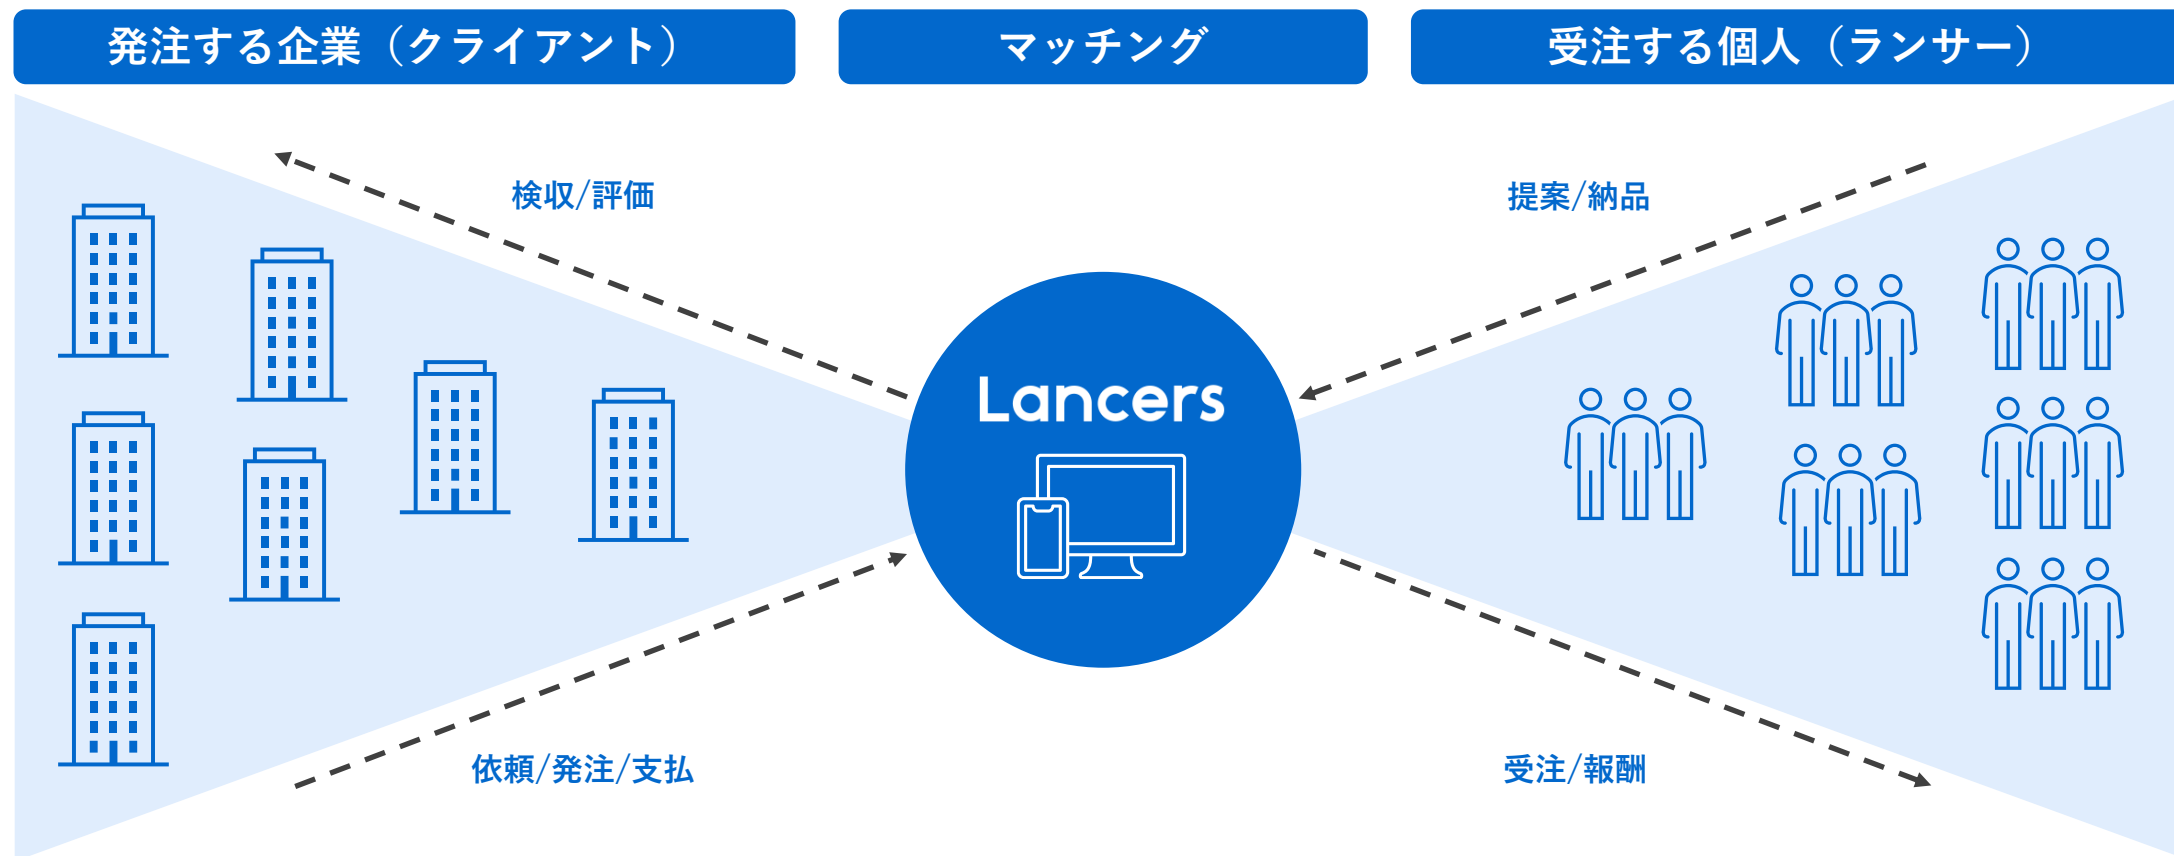 発注する企業（クライアント）
マッチング
受注する個人（ランサー）
検収/評価
提案/納品
Lancers
依頼/発注/支払
受注/報酬